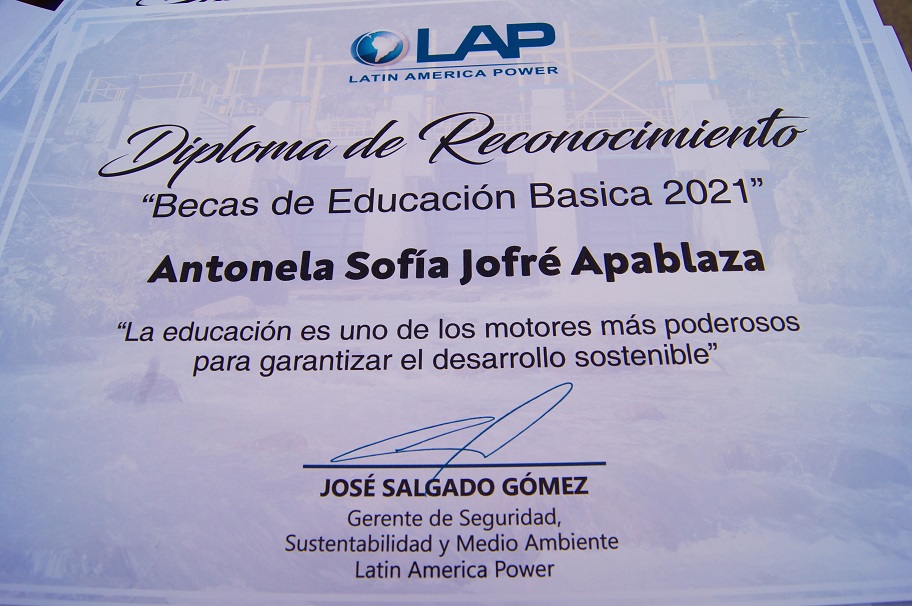 LAP
LATIN AMERICA POWER
Diploma de Reconocimiento
“Becas de Educación Basica 2021”
Antonela Sofía Jofré Apablaza
“La educación es uno de los motores más poderosos
para garantizar el desarrollo sostenible”
JOSÉ SALGADO GÓMEZ
Gerente de Seguridad,
Sustentabilidad y Medio Ambiente
Latin America Power